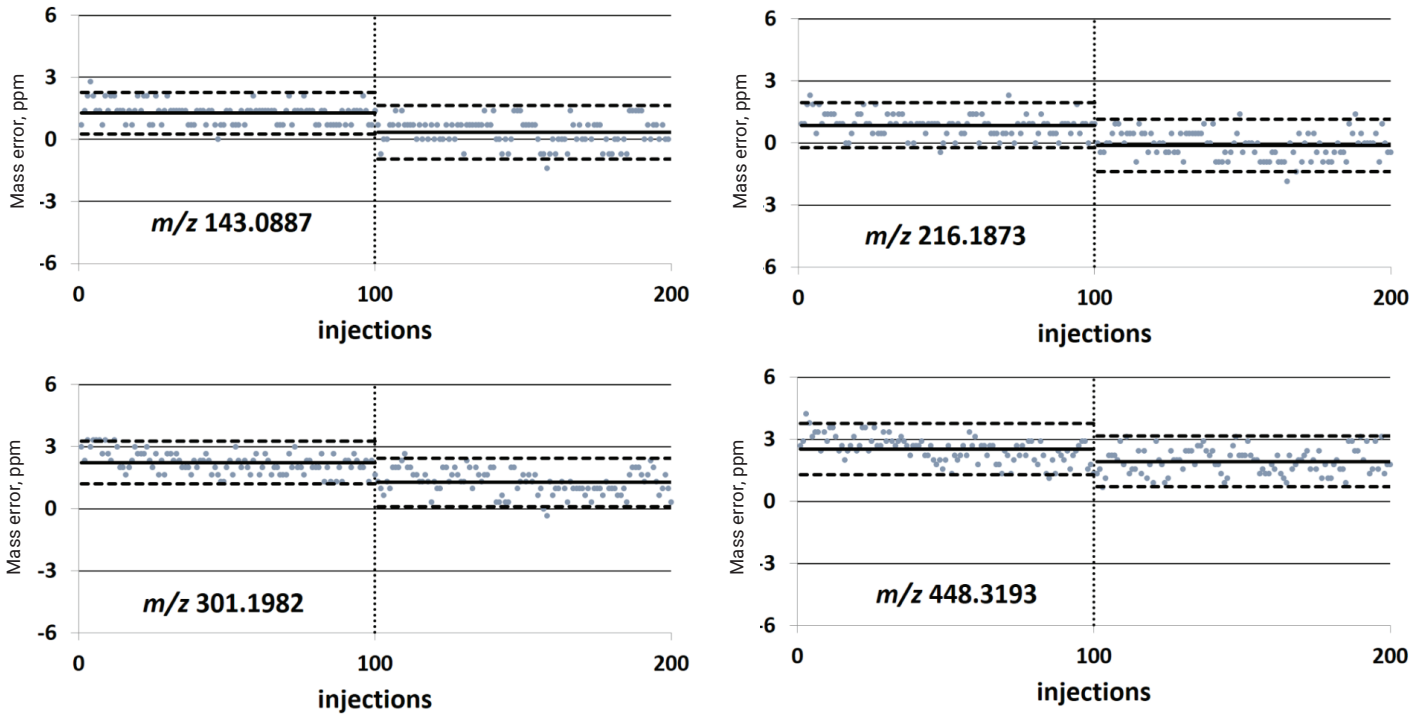 6
3
0
-3
-6
Mass error, ppm
m/z 143.0887
0
100
200
injections
6
3
0
-3
-6
Mass error, ppm
m/z 216.1873
0
100
200
injections
6
3
0
-3
-6
Mass error, ppm
m/z 301.1982
0
100
200
injections
6
3
0
-3
-6
Mass error, ppm
m/z 448.3193
0
100
200
injections